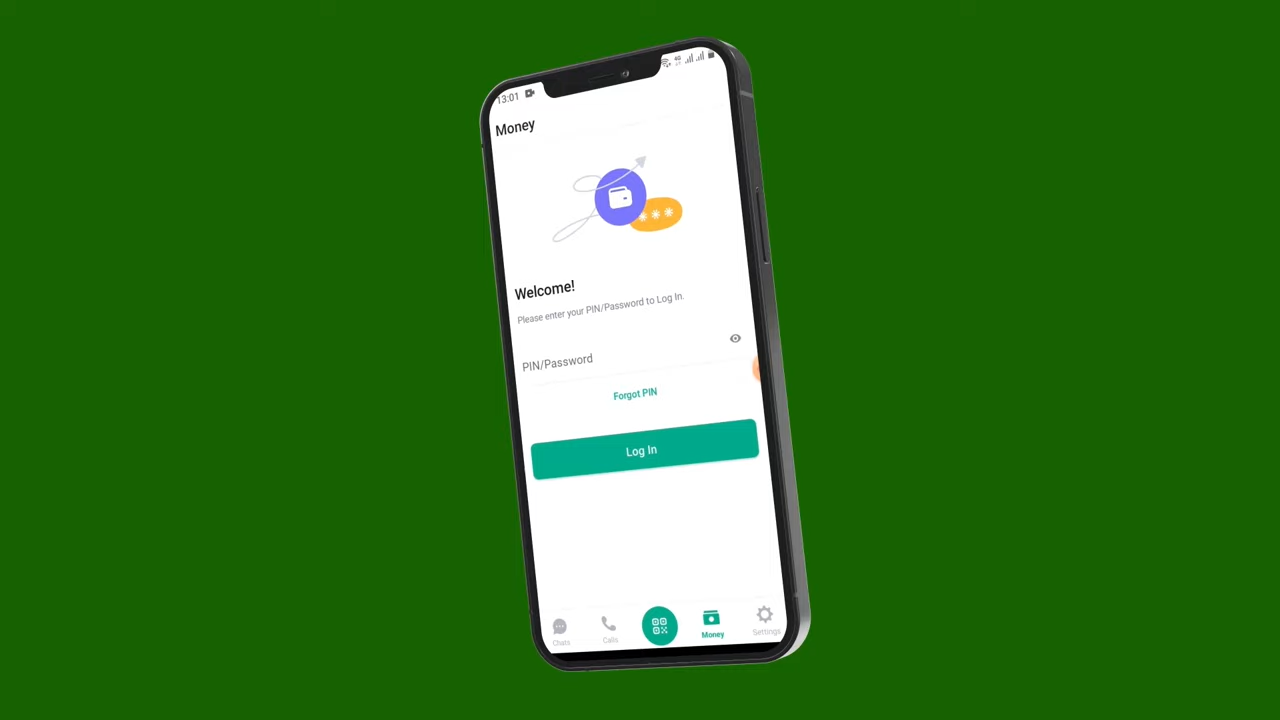 13:01
4G
Money
***
Welcome!
Please enter your PIN/Password to Log In.
PIN/Password
Forgot PIN
Log In
Chats
Calls
Money
Settings